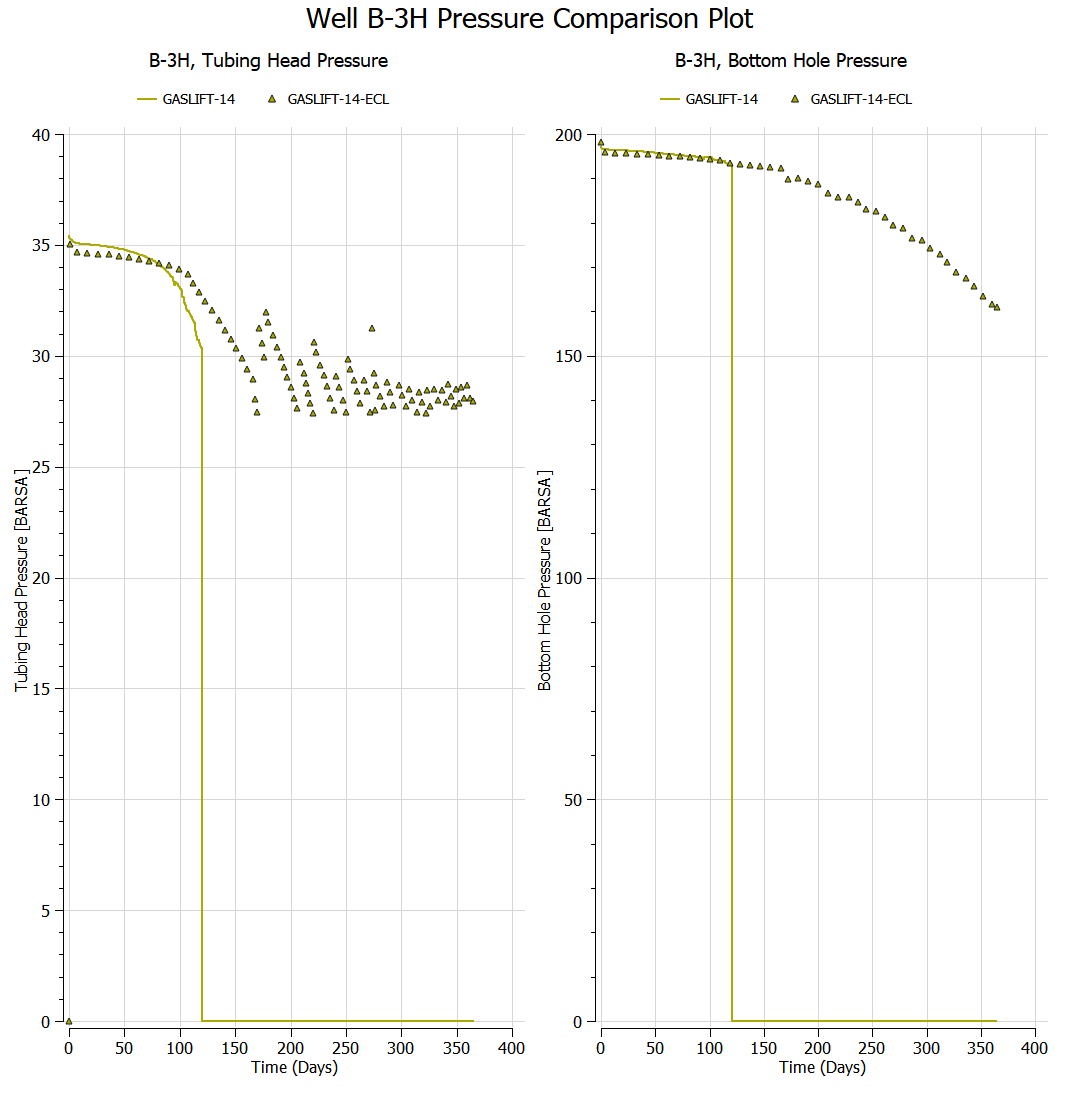 Well B-3H Pressure Comparison Plot
B-3H, Tubing Head Pressure
GASLIFT-14
GASLIFT-14-ECL
40
35
30
25
20
15
10
5
0
Tubing Head Pressure [BARSA]
0 50 100 150 200 250 300 350 400
Time (Days)
B-3H, Bottom Hole Pressure
GASLIFT-14
GASLIFT-14-ECL
200
150
100
50
0
Bottom Hole Pressure [BARSA]
0 50 100 150 200 250 300 350 400
Time (Days)